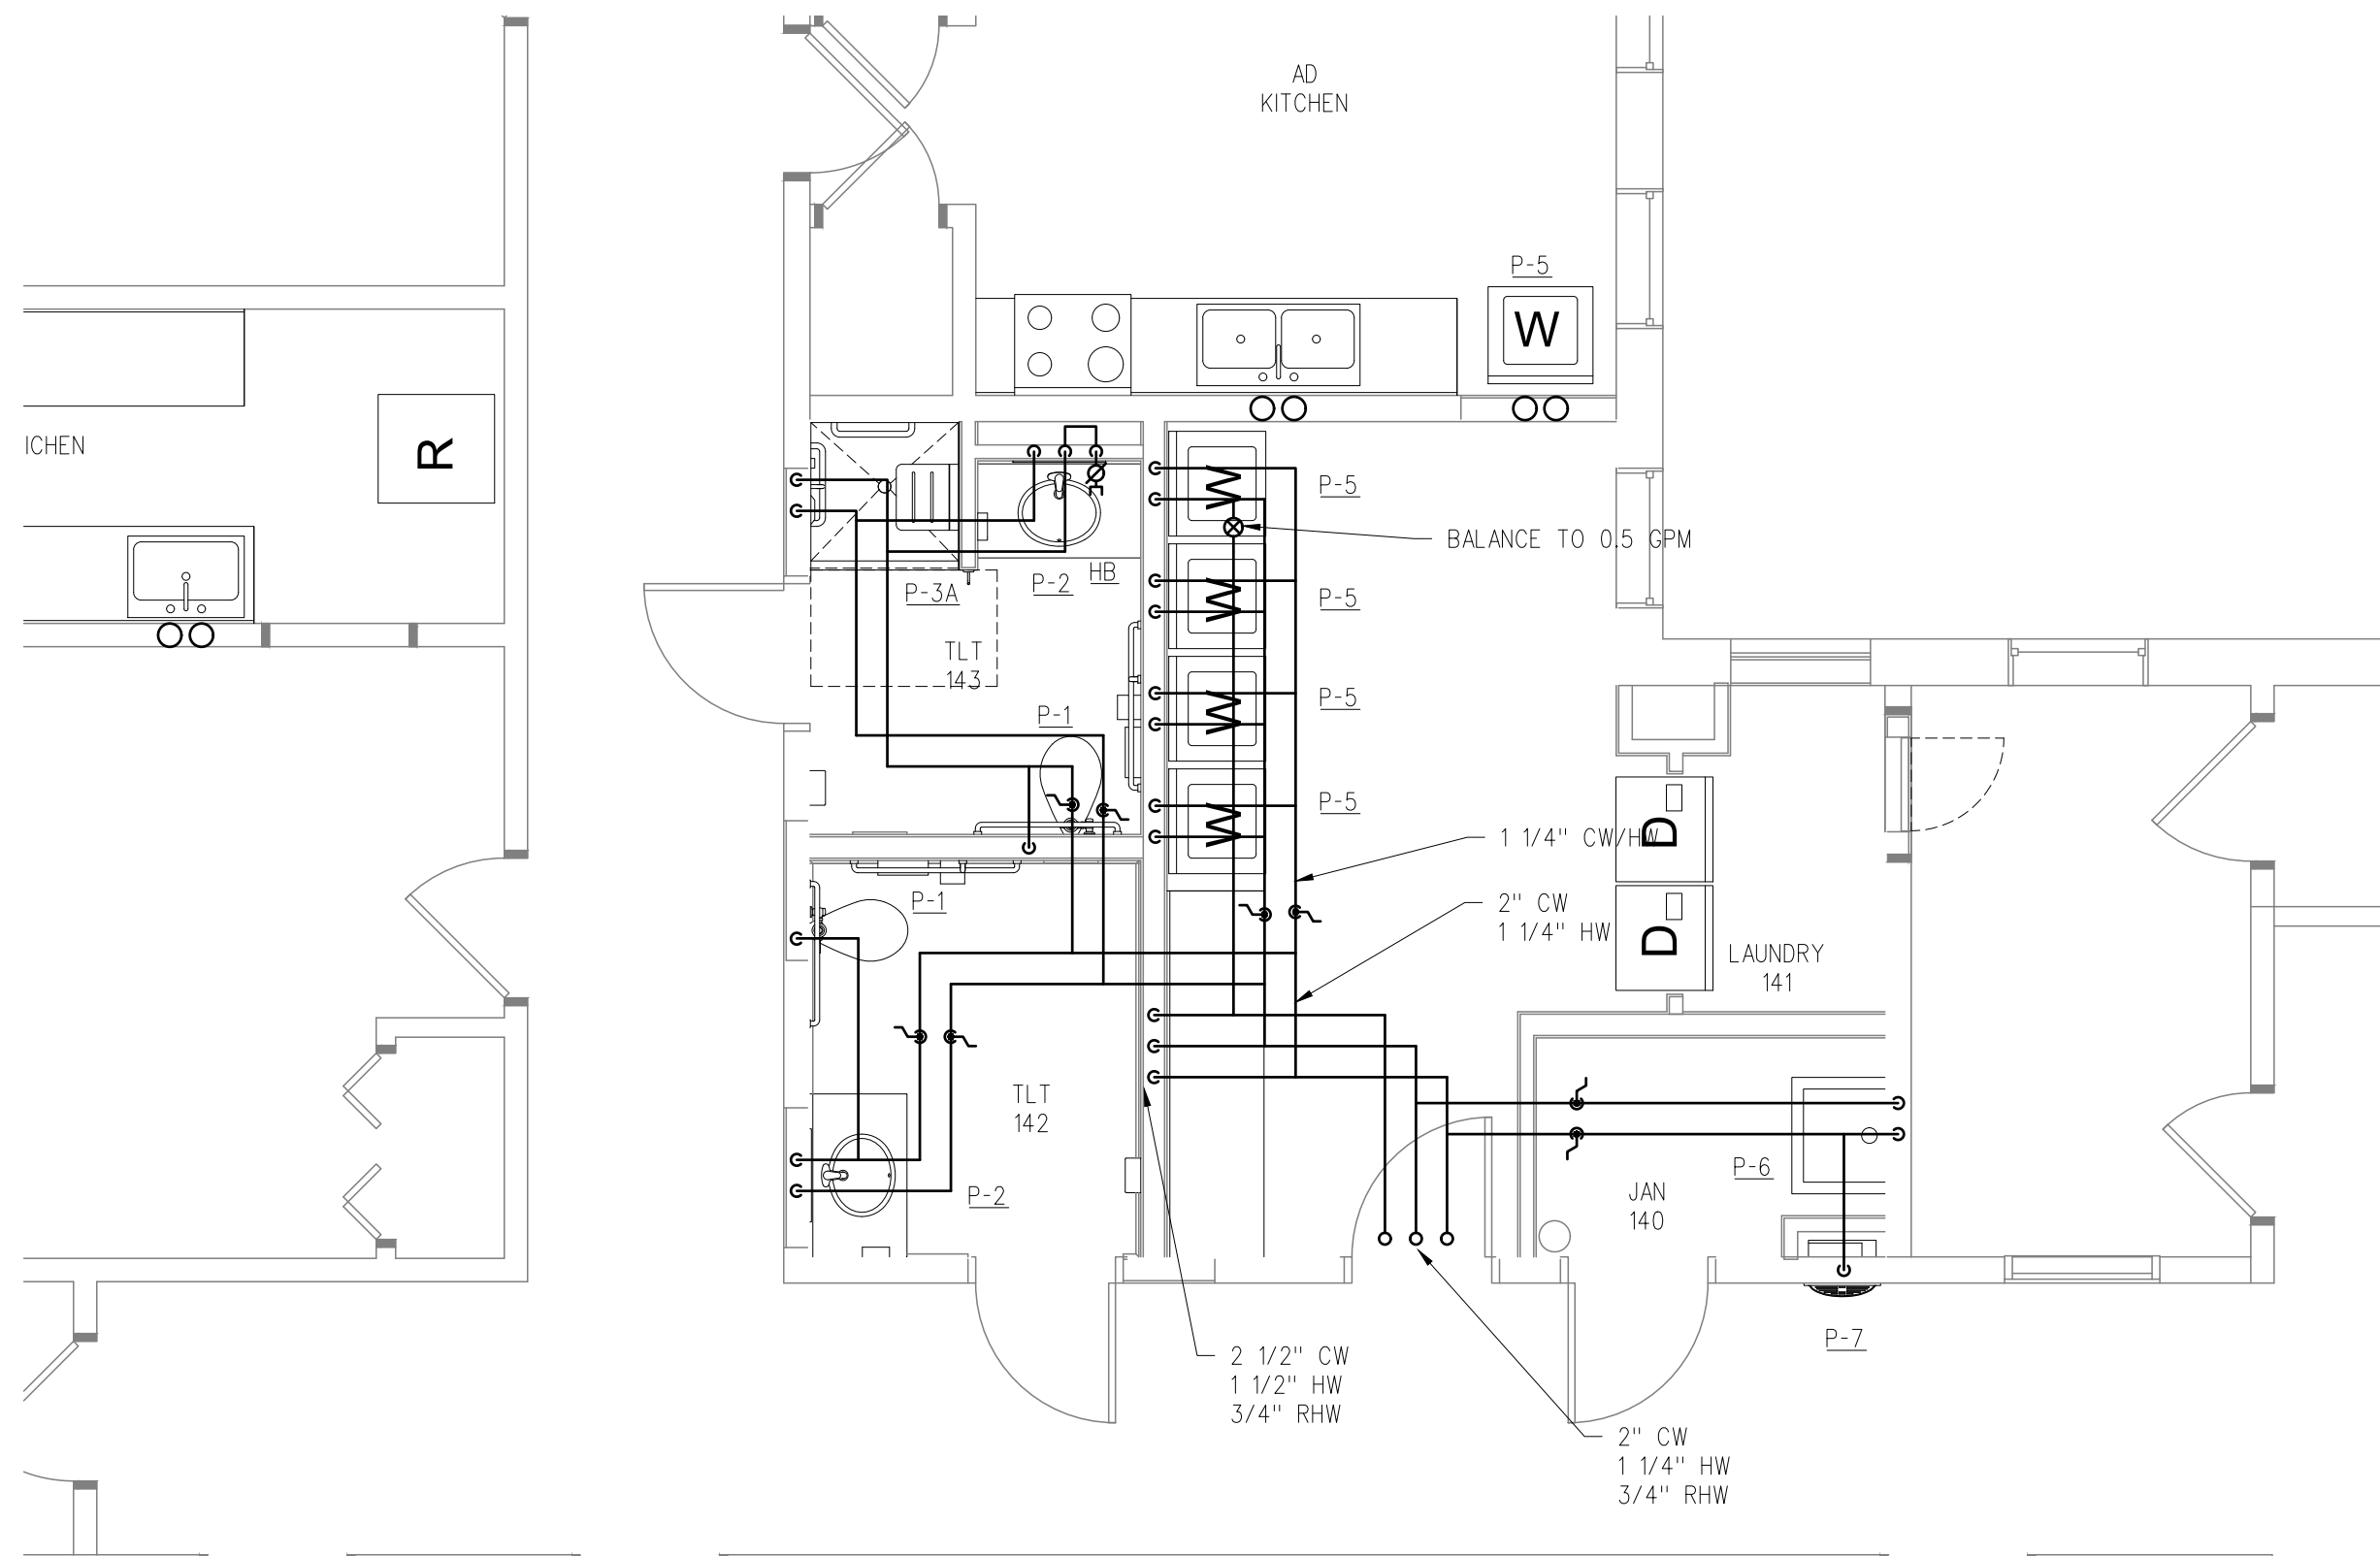 AD
KITCHEN
P-5
W
ICHEN
R
W
P-5
BALANCE TO 0.5 GPM
P-3A
P-2
HB
W
P-5
TLT
143
P-1
W
P-5
W
P-5
1 1/4" CW/HW
D
P-1
2" CW
1 1/4" HW
D
LAUNDRY
141
TLT
142
P-2
P-6
JAN
140
P-7
2 1/2" CW
1 1/2" HW
3/4" RHW
2" CW
1 1/4" HW
3/4" RHW